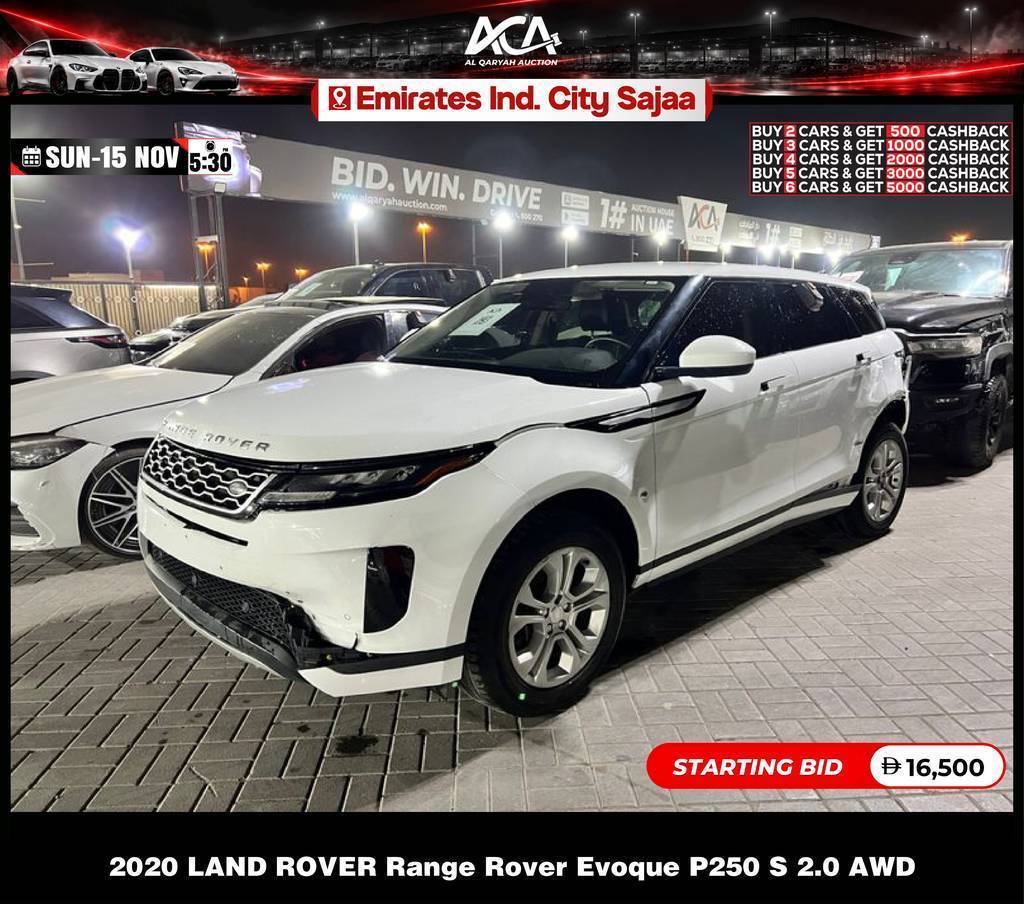 ACA
AL QARYAH AUCTION
Emirates Ind. City Sajaa
SUN-15 NOV 5:30 PM
BUY 2 CARS & GET 500 CASHBACK
BUY 3 CARS & GET 1000 CASHBACK
BUY 4 CARS & GET 2000 CASHBACK
BUY 5 CARS & GET 3000 CASHBACK
BUY 6 CARS & GET 5000 CASHBACK
BID. WIN. DRIVE
www.alqaryahauction.com
1# AUCTION HOUSE
IN UAE
ACA
ROVER
STARTING BID 16,500
2020 LAND ROVER Range Rover Evoque P250 S 2.0 AWD